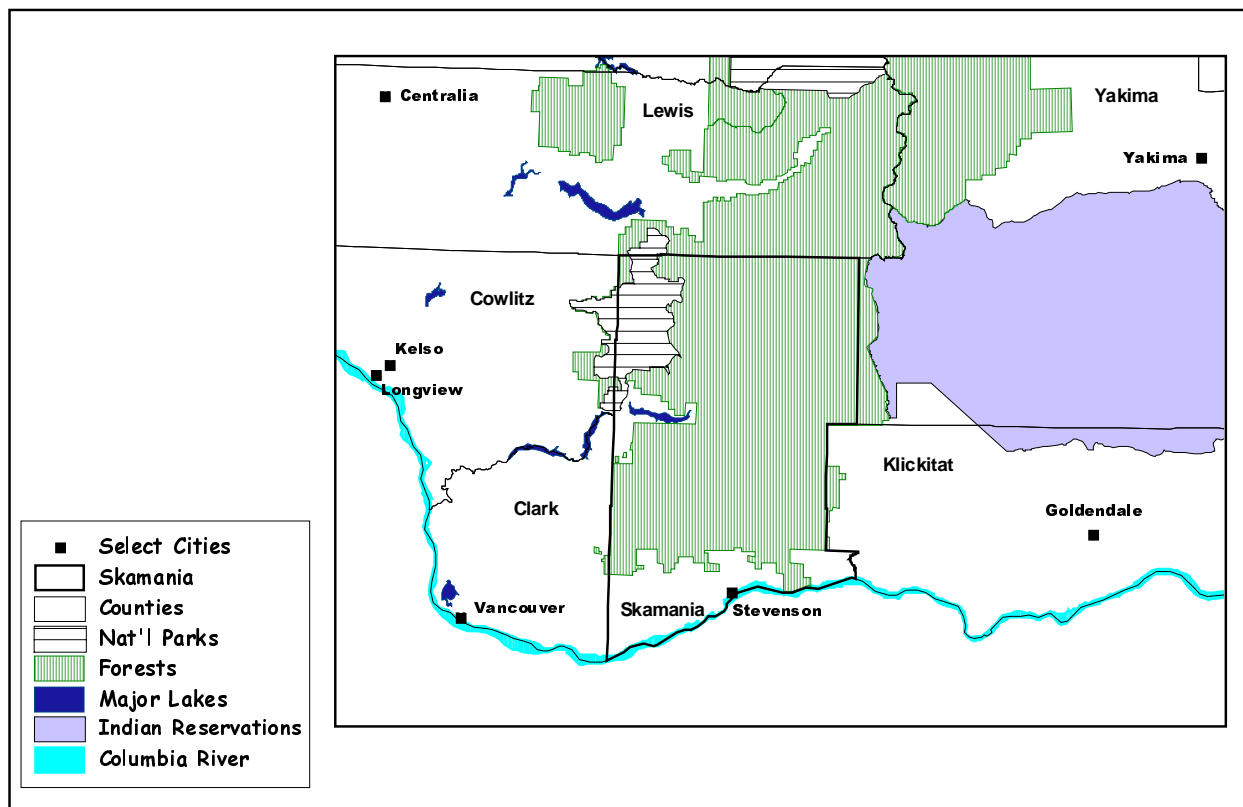 Centralia
Lewis
Yakima
Yakima
Cowlitz
Kelso
Longview
Klickitat
Clark
Goldendale
Vancouver
Skamania
Stevenson
Select Cities
Skamania
Counties
Nat'l Parks
Forests
Major Lakes
Indian Reservations
Columbia River